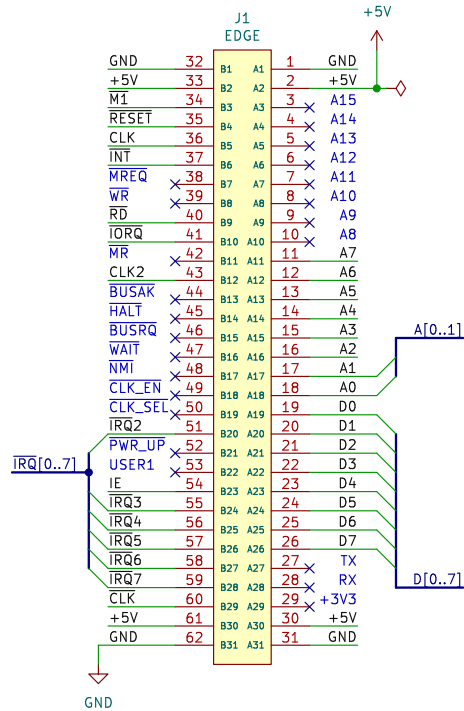 J1
EDGE
+5V
GND 32 B1 A1 1 GND
+5V 33 B2 A2 2 +5V
M1 34 B3 A3 3 A15
RESET 35 B4 A4 4 A14
CLK 36 B5 A5 5 A13
INT 37 B6 A6 6 A12
MREQ 38 B7 A7 7 A11
WR 39 B8 A8 8 A10
RD 40 B9 A9 9 A9
IORQ 41 B10 A10 10 A8
MR 42 B11 A11 11 A7
CLK2 43 B12 A12 12 A6
BUSAK 44 B13 A13 13 A5
HALT 45 B14 A14 14 A4
BUSRQ 46 B15 A15 15 A3
A[0..1]
WAIT 47 B16 A16 16 A2
NMI 48 B17 A17 17 A1
CLK_EN 49 B18 A18 18 A0
CLK_SEL 50 B19 A19 19 D0
IRQ2 51 B20 A20 20 D1
PWR_UP 52 B21 A21 21 D2
IRQ[0..7]
USER1 53 B22 A22 22 D3
IE 54 B23 A23 23 D4
IRQ3 55 B24 A24 24 D5
IRQ4 56 B25 A25 25 D6
IRQ5 57 B26 A26 26 D7
IRQ6 58 B27 A27 27 TX
IRQ7 59 B28 A28 28 RX
D[0..7]
CLK 60 B29 A29 29 +3V3
+5V 61 B30 A30 30 +5V
GND 62 B31 A31 31 GND
GND